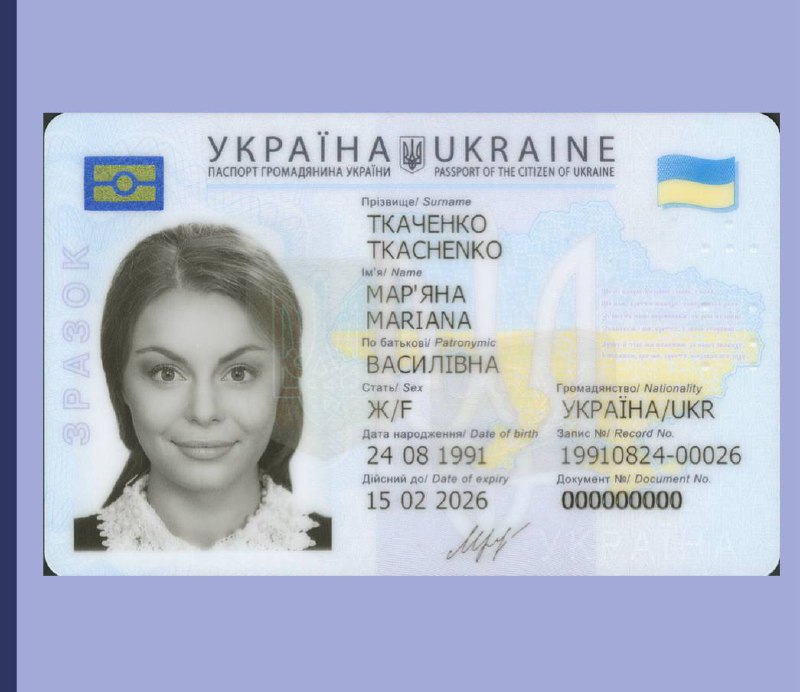 УКРАЇНА UKRAINE
ПАСПОРТ ГРОМАДЯНИНА УКРАЇНИ PASSPORT OF THE CITIZEN OF UKRAINE
ЗРАЗОК
Прізвище/ Surname
ТКАЧЕНКО
TKACHENKO
Ім'я/ Name
МАР'ЯНА
MARIANA
По батькові/ Patronymic
ВАСИЛІВНА
Стать/ Sex
Ж/F
Громадянство/ Nationality
УКРАЇНА/UKR
Дата народження/ Date of birth
24 08 1991
Запис №/ Record No.
19910824-00026
Дійсний до/ Date of expiry
15 02 2026
Документ №/ Document No.
000000000
УКРАЇНА